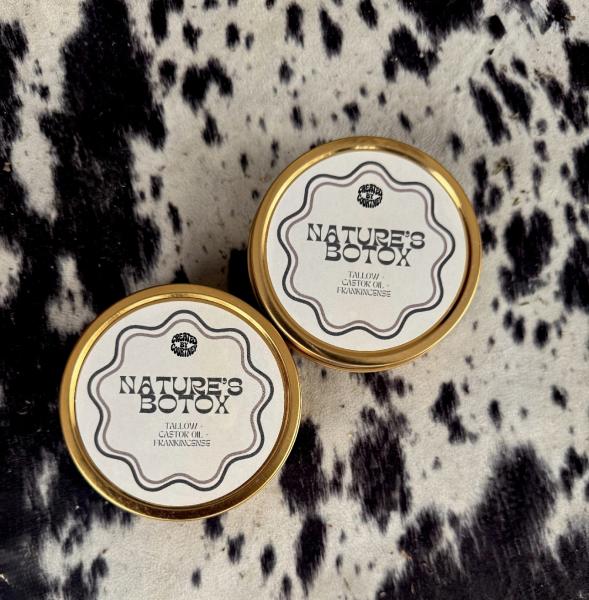 CREATED
BY
COURTNEY
NATURE'S
BOTOX
TALLOW -
CASTOR OIL -
FRANKINCENSE
CREATED
BY
COURTNEY
NATURE'S
BOTOX
TALLOW -
CASTOR OIL -
FRANKINCENSE